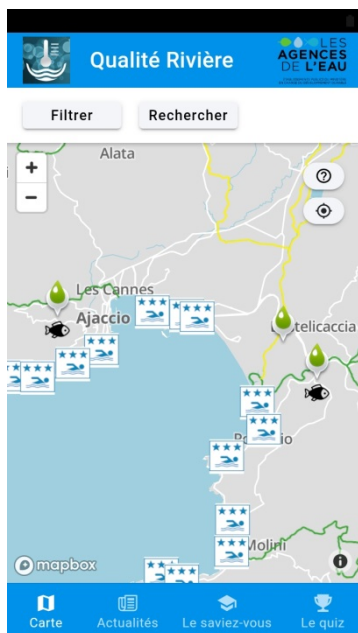 Qualité Rivière
LES
AGENCES
DE L'EAU
Filtrer
Rechercher
Alata
+
−
Les Cannes
Ajaccio
Molini
mapbox
Carte
Actualités
Le saviez-vous
Le quiz